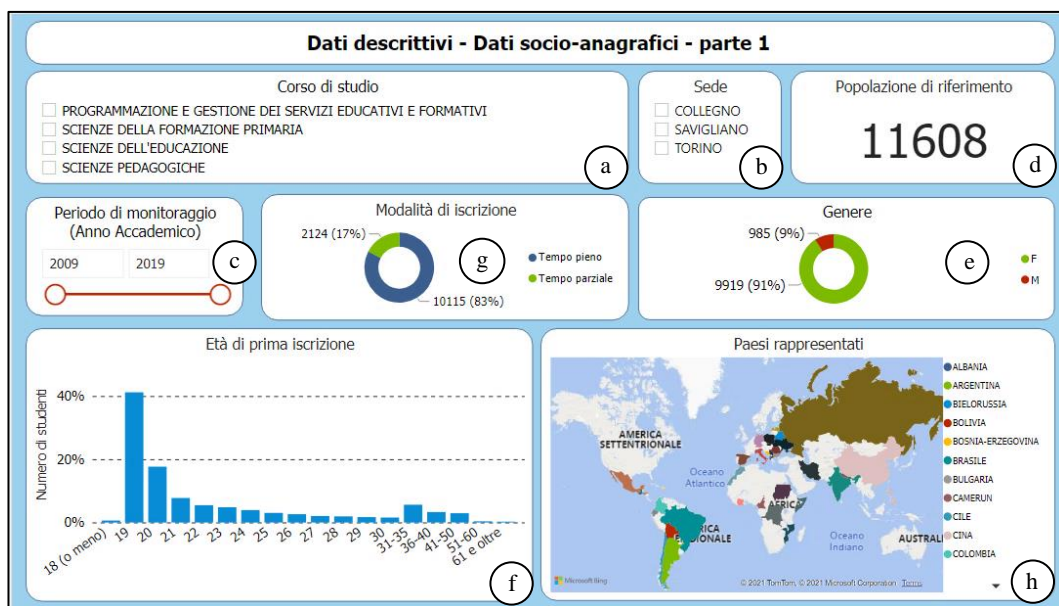 Dati descrittivi - Dati socio-anagrafici - parte 1
Corso di studio
PROGRAMMAZIONE E GESTIONE DEI SERVIZI EDUCATIVI E FORMATIVI
SCIENZE DELLA FORMAZIONE PRIMARIA
SCIENZE DELL'EDUCAZIONE
SCIENZE PEDAGOGICHE
a
Sede
COLLEGNO
SAVIGLIANO
TORINO
b
Popolazione di riferimento
11608
d
Periodo di monitoraggio
(Anno Accademico)
2009 2019
c
Modalità di iscrizione
2124 (17%)
10115 (83%)
g
Tempo pieno
Tempo parziale
Genere
985 (9%)
9919 (91%)
e
F
M
Età di prima iscrizione
Numero di studenti
40%
20%
0%
18 (o meno) 19 20 21 22 23 24 25 26 27 28 29 30 31-35 36-40 41-50 51-60 61 e oltre
f
Paesi rappresentati
AMERICA
SETTENTRIONALE
Oceano
Atlantico
AFRICA
RICA
IDIONALE
Oceano
Indiano
AUSTRAL
Microsoft Bing
© 2021 TomTom, © 2021 Microsoft Corporation Terms
ALBANIA
ARGENTINA
BIELORUSSIA
BOLIVIA
BOSNIA-ERZEGOVINA
BRASILE
BULGARIA
CAMERUN
CILE
CINA
COLOMBIA
h